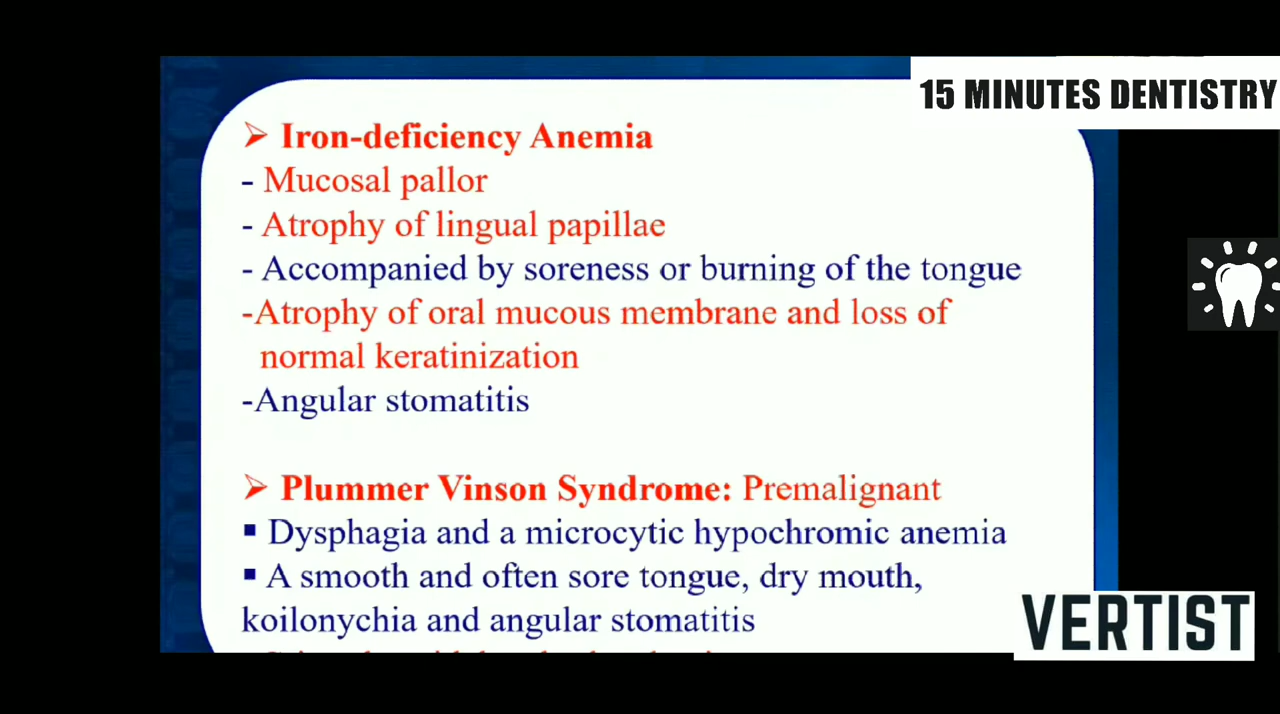 15 MINUTES DENTISTRY
➢ Iron-deficiency Anemia
- Mucosal pallor
- Atrophy of lingual papillae
- Accompanied by soreness or burning of the tongue
-Atrophy of oral mucous membrane and loss of
normal keratinization
-Angular stomatitis
➢ Plummer Vinson Syndrome: Premalignant
▪ Dysphagia and a microcytic hypochromic anemia
▪ A smooth and often sore tongue, dry mouth,
koilonychia and angular stomatitis
VERTIST